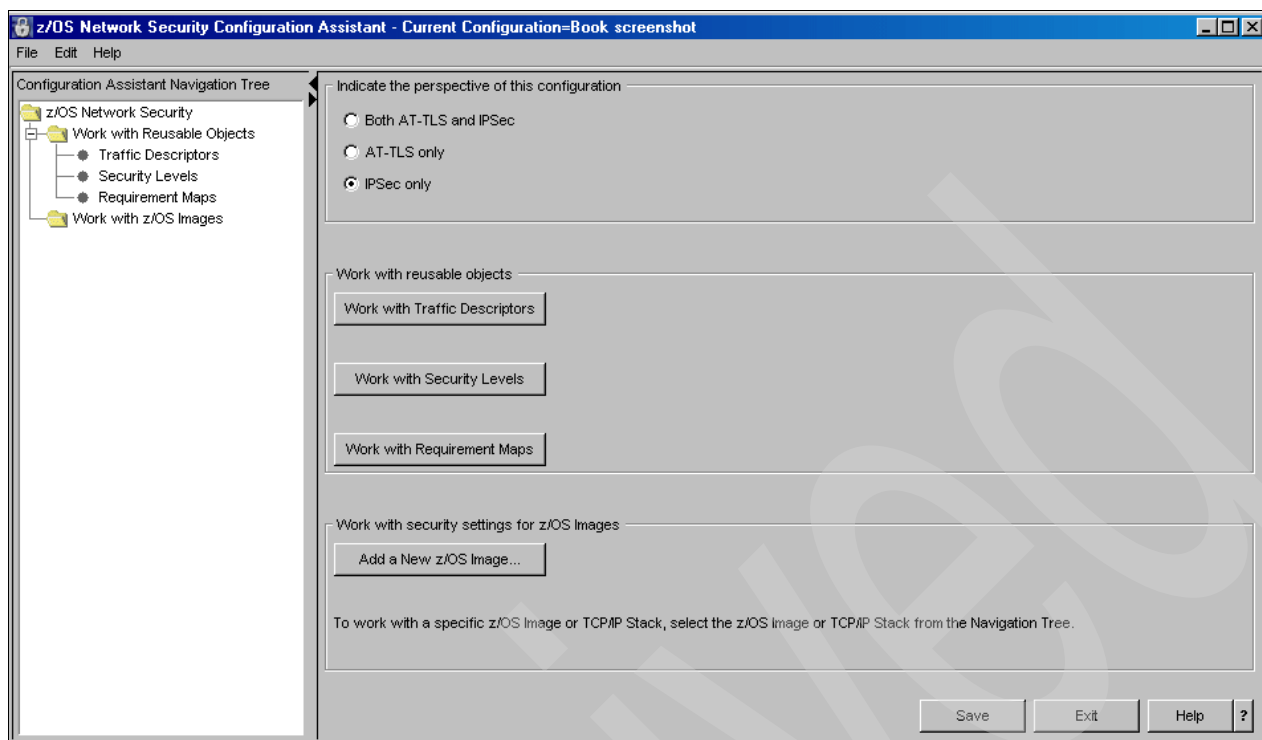 z/OS Network Security Configuration Assistant - Current Configuration=Book screenshot
File Edit Help
Configuration Assistant Navigation Tree
z/OS Network Security
Work with Reusable Objects
Traffic Descriptors
Security Levels
Requirement Maps
Work with z/OS Images
Indicate the perspective of this configuration
Both AT-TLS and IPSec
AT-TLS only
IPSec only
Work with reusable objects
Work with Traffic Descriptors
Work with Security Levels
Work with Requirement Maps
Work with security settings for z/OS Images
Add a New z/OS Image...
To work with a specific z/OS Image or TCP/IP Stack, select the z/OS Image or TCP/IP Stack from the Navigation Tree.
Save Exit Help ?